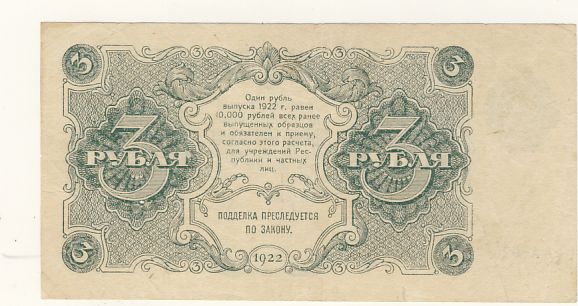 3 3
Один рубль
выпуска 1922 г. равен
10.000 рублей всех ранее
выпущенных образцов
и обязателен к приему,
согласно этого расчета,
для учреждений Рес-
публики и частных
лиц.
3 РУБЛЯ 3 РУБЛЯ
ПОДДЕЛКА ПРЕСЛЕДУЕТСЯ
ПО ЗАКОНУ.
3 1922 3